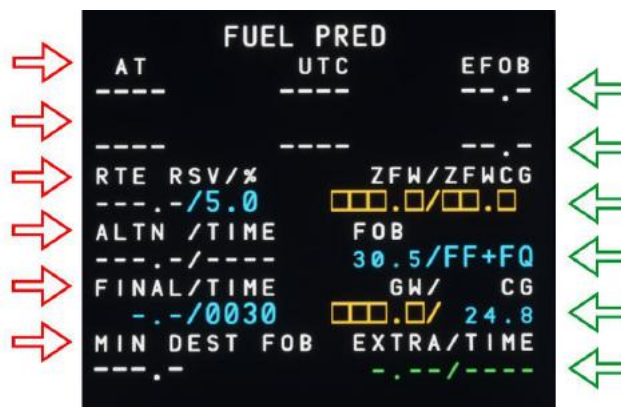 FUEL PRED
AT UTC EFOB
---- ---- --.-
---- ---- --.-
RTE RSV/% ZFW/ZFWCG
---.-/5.0 □□□.□/□□.□
ALTN /TIME FOB
---.-/---- 30.5/FF+FQ
FINAL/TIME GW/ CG
-.-/0030 □□□.□/ 24.8
MIN DEST FOB EXTRA/TIME
---.- -.--/----